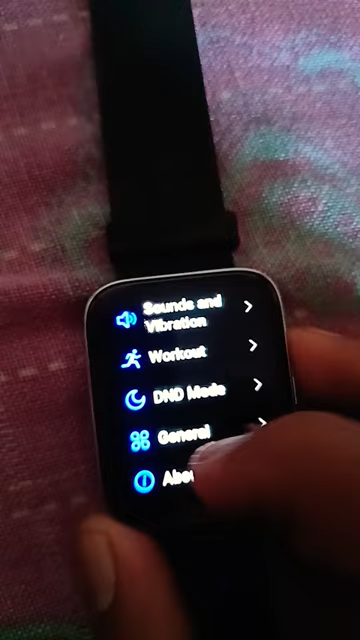 Sounds and
Vibration
Workout
DND Mode
General